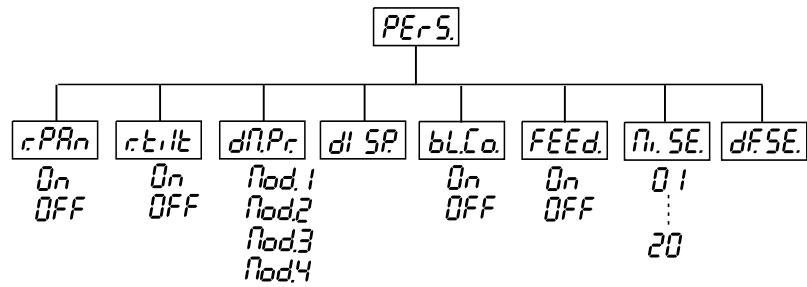 PErS.
r.PAn r.tilt dM.Pr. dISP. bL.Co. FEEd. Mi.SE. dF.SE.
On On Mod.1 On On 01
OFF OFF Mod.2 OFF OFF
Mod.3 20
Mod.4